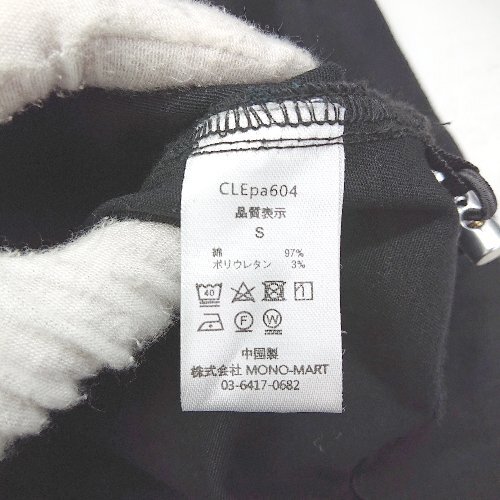 CLEpa604
品質表示
S
綿 97%
ポリウレタン 3%
40
F W
中国製
株式会社 MONO-MART
03-6417-0682